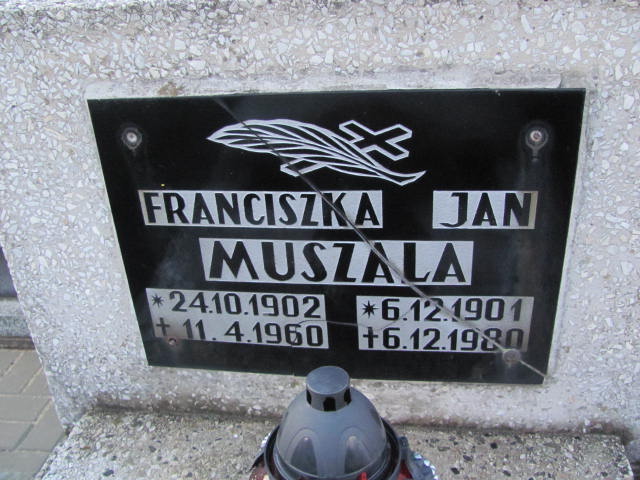 FRANCISZKA JAN
MUSZALA
* 24.10.1902 * 6.12.1901
+ 11. 4.1960 + 6.12.1980